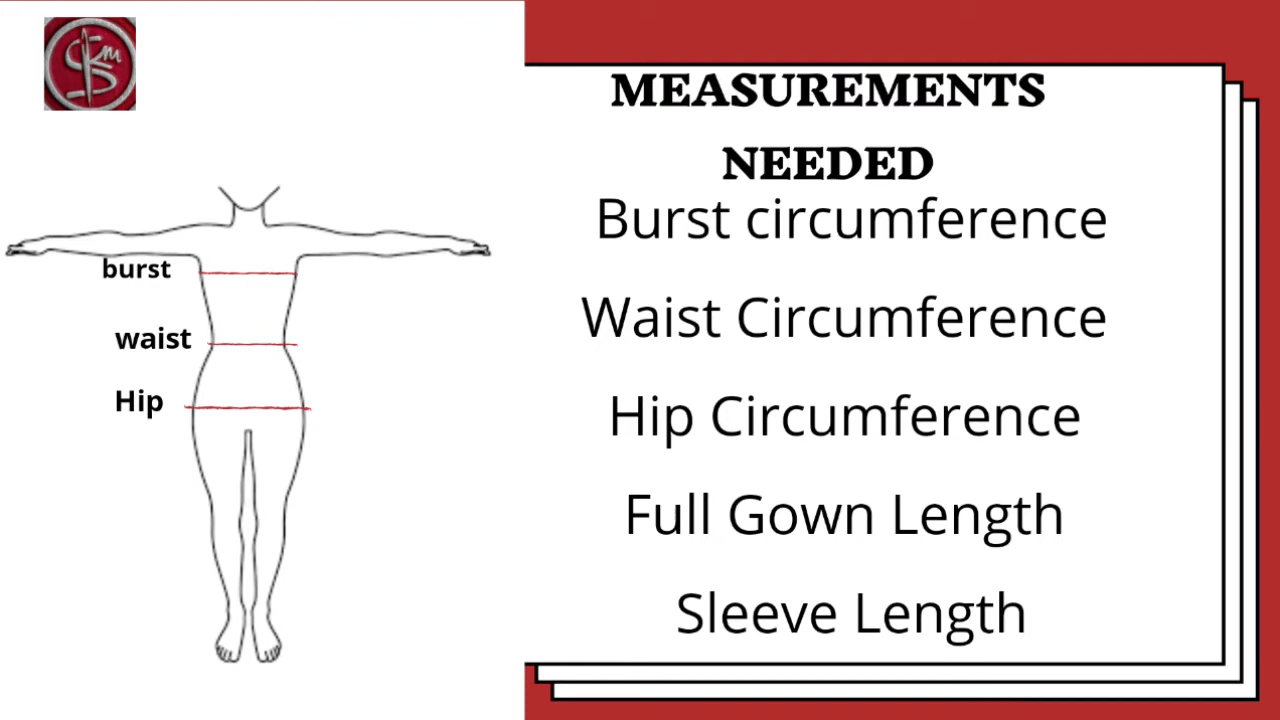 MEASUREMENTS
NEEDED
Burst circumference
Waist Circumference
Hip Circumference
Full Gown Length
Sleeve Length
burst
waist
Hip